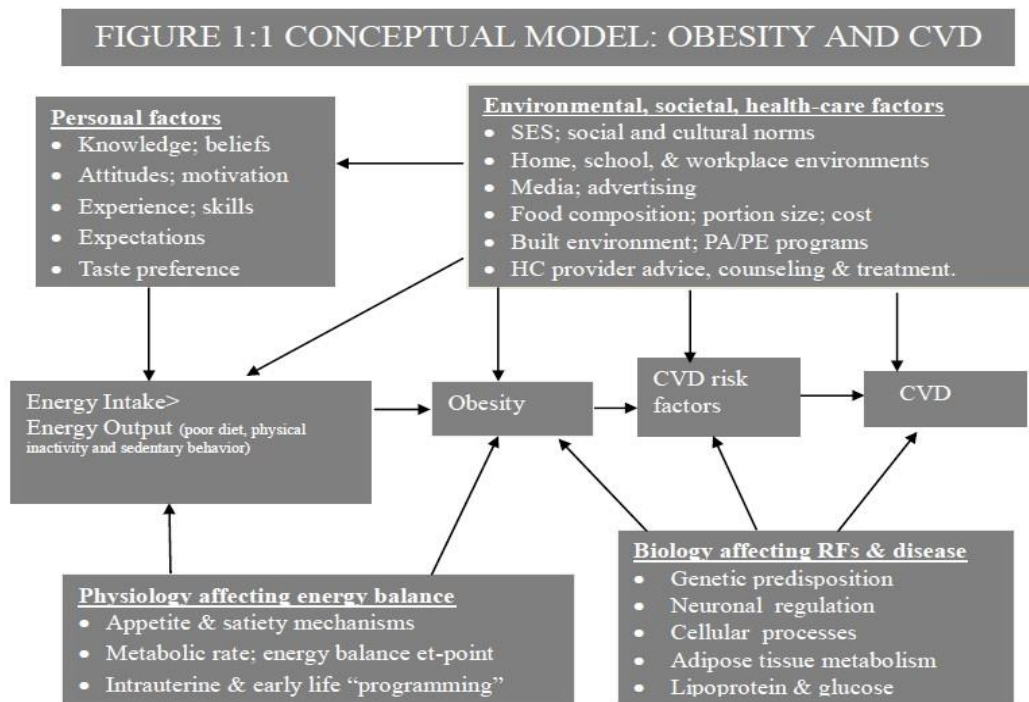 FIGURE 1:1 CONCEPTUAL MODEL: OBESITY AND CVD
Personal factors
• Knowledge; beliefs
• Attitudes; motivation
• Experience; skills
• Expectations
• Taste preference
Environmental, societal, health-care factors
• SES; social and cultural norms
• Home, school, & workplace environments
• Media; advertising
• Food composition; portion size; cost
• Built environment; PA/PE programs
• HC provider advice, counseling & treatment.
Energy Intake>
Energy Output (poor diet, physical
inactivity and sedentary behavior)
Obesity
CVD risk
factors
CVD
Physiology affecting energy balance
• Appetite & satiety mechanisms
• Metabolic rate; energy balance et-point
• Intrauterine & early life “programming”
Biology affecting RFs & disease
• Genetic predisposition
• Neuronal regulation
• Cellular processes
• Adipose tissue metabolism
• Lipoprotein & glucose